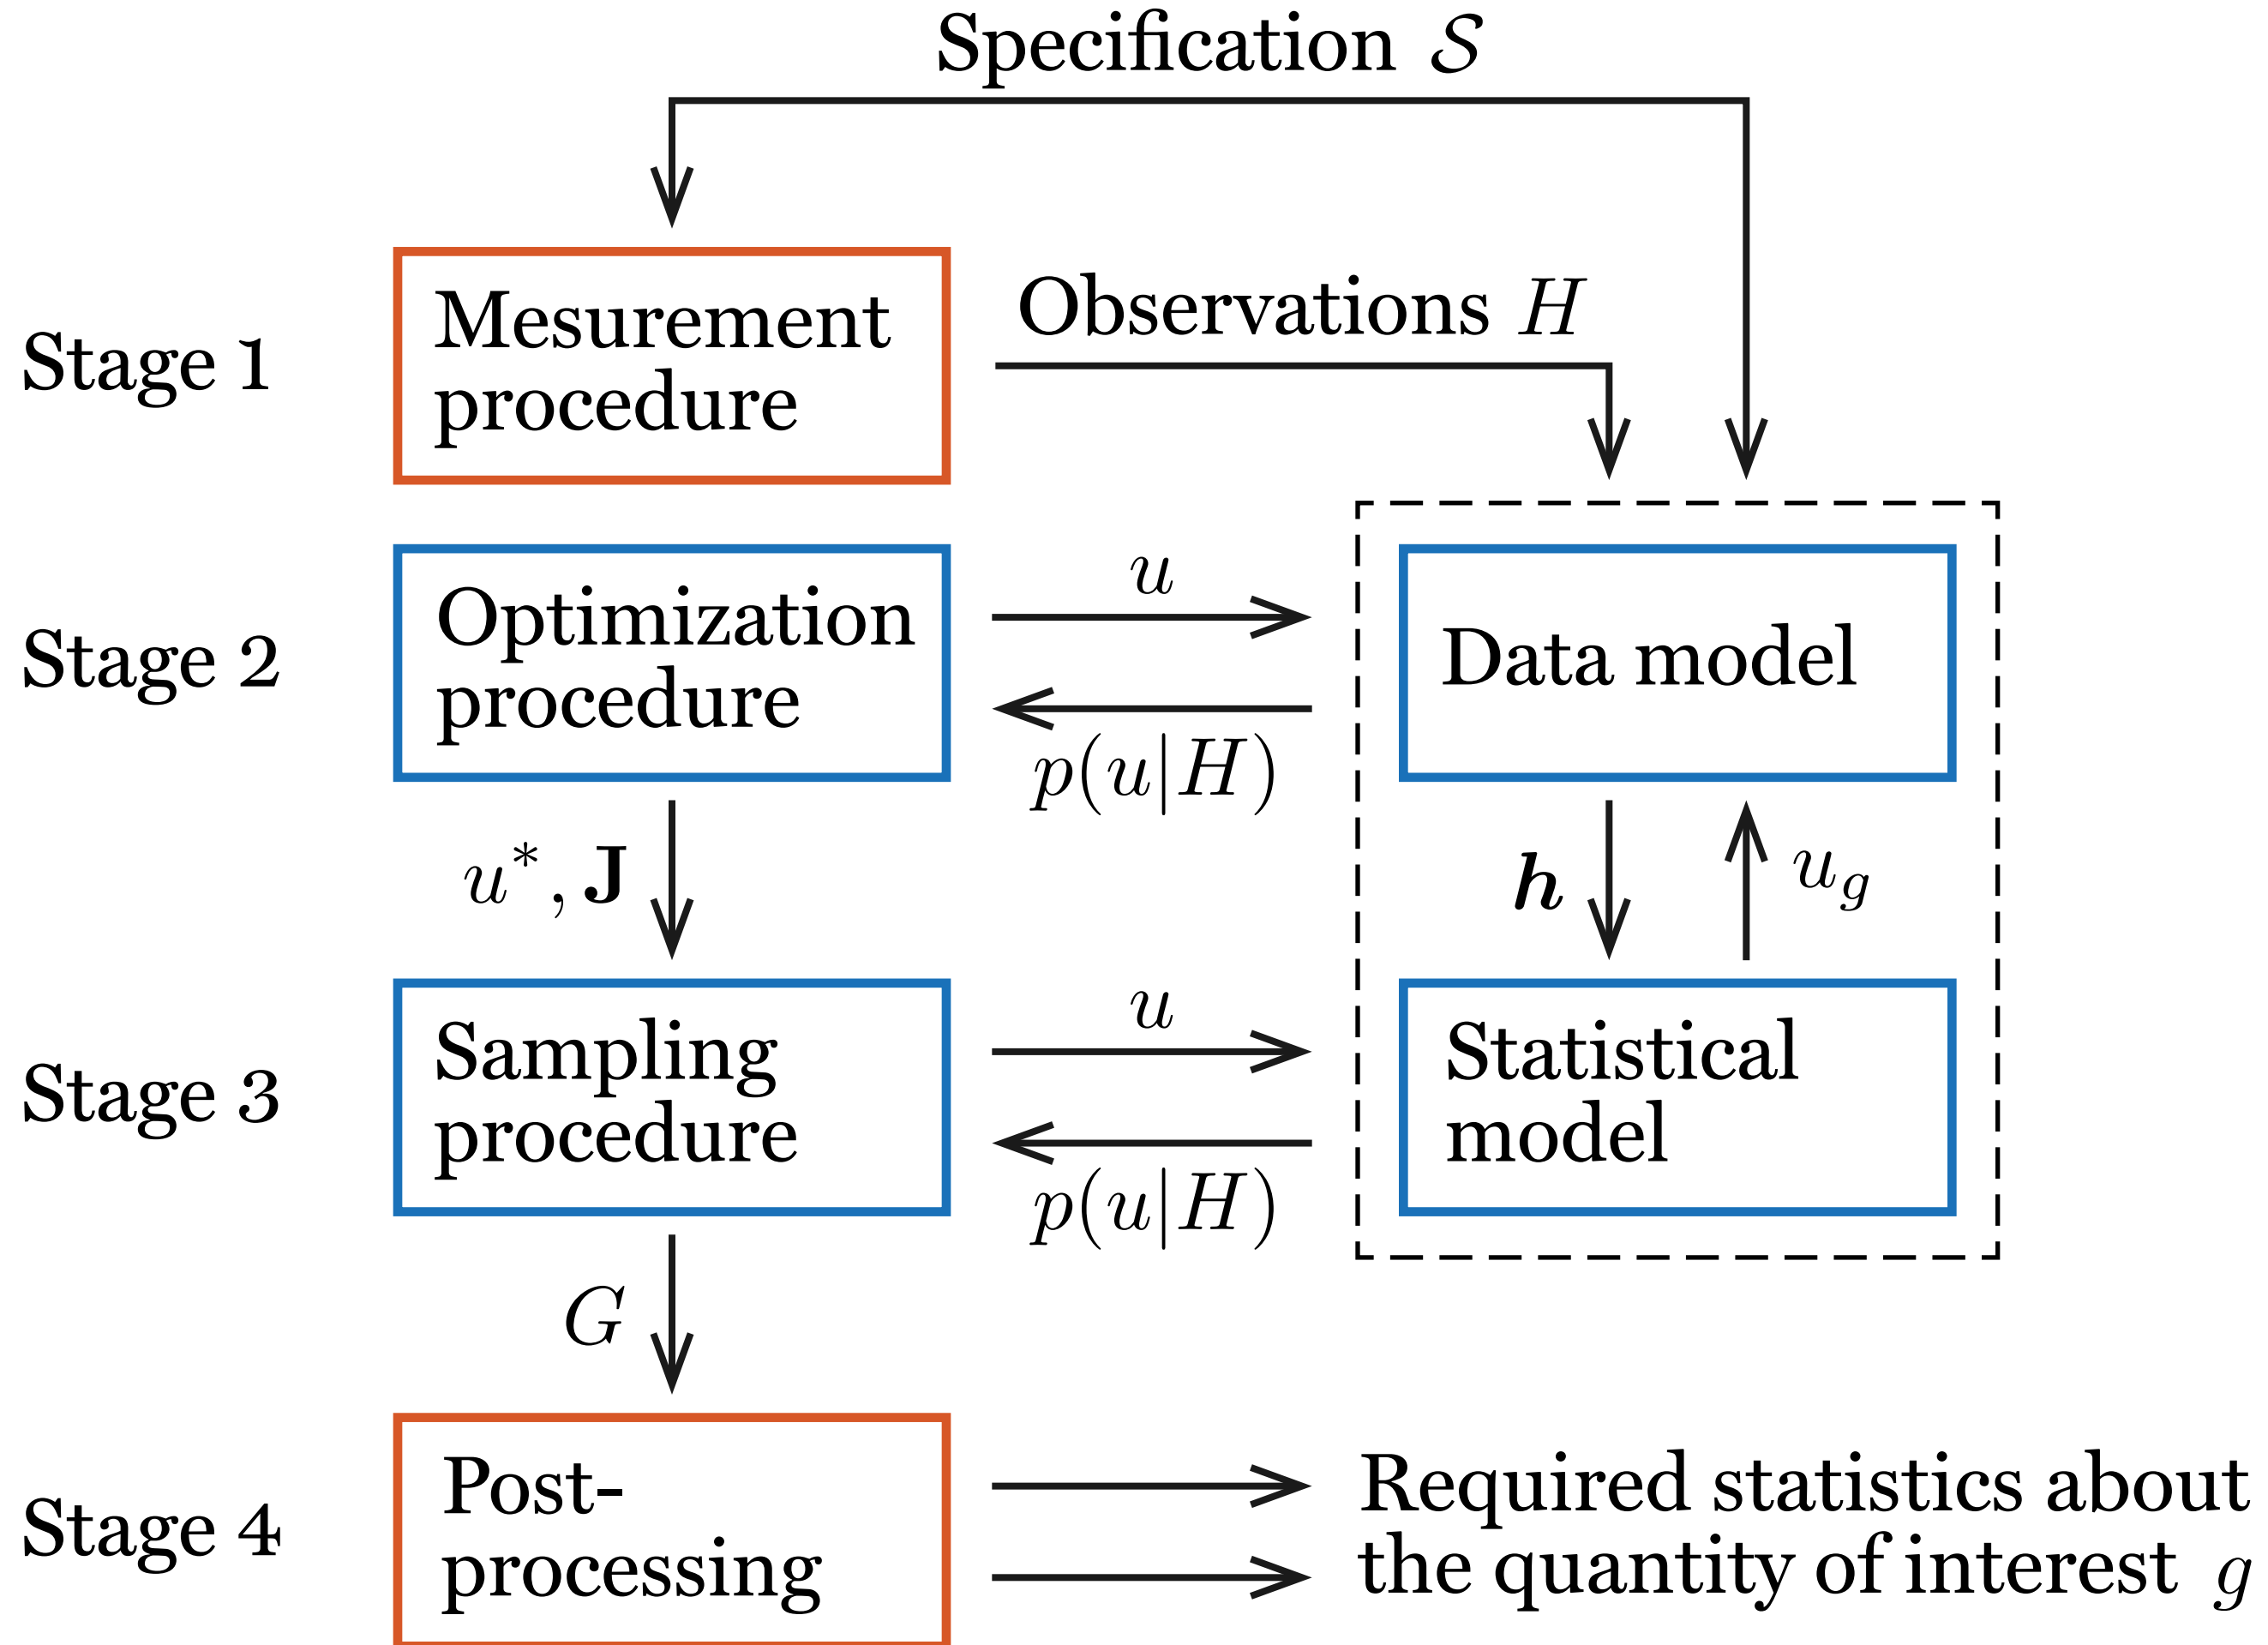 Specification 𝒮
Stage 1
Meusurement
procedure
Observations H
Stage 2
Optimization
procedure
u
p(u|H)
Data model
u*, J
h
u_g
Stage 3
Sampling
procedure
u
p(u|H)
Statistical
model
G
Stage 4
Post-
processing
Required statistics about
the quantity of interest g